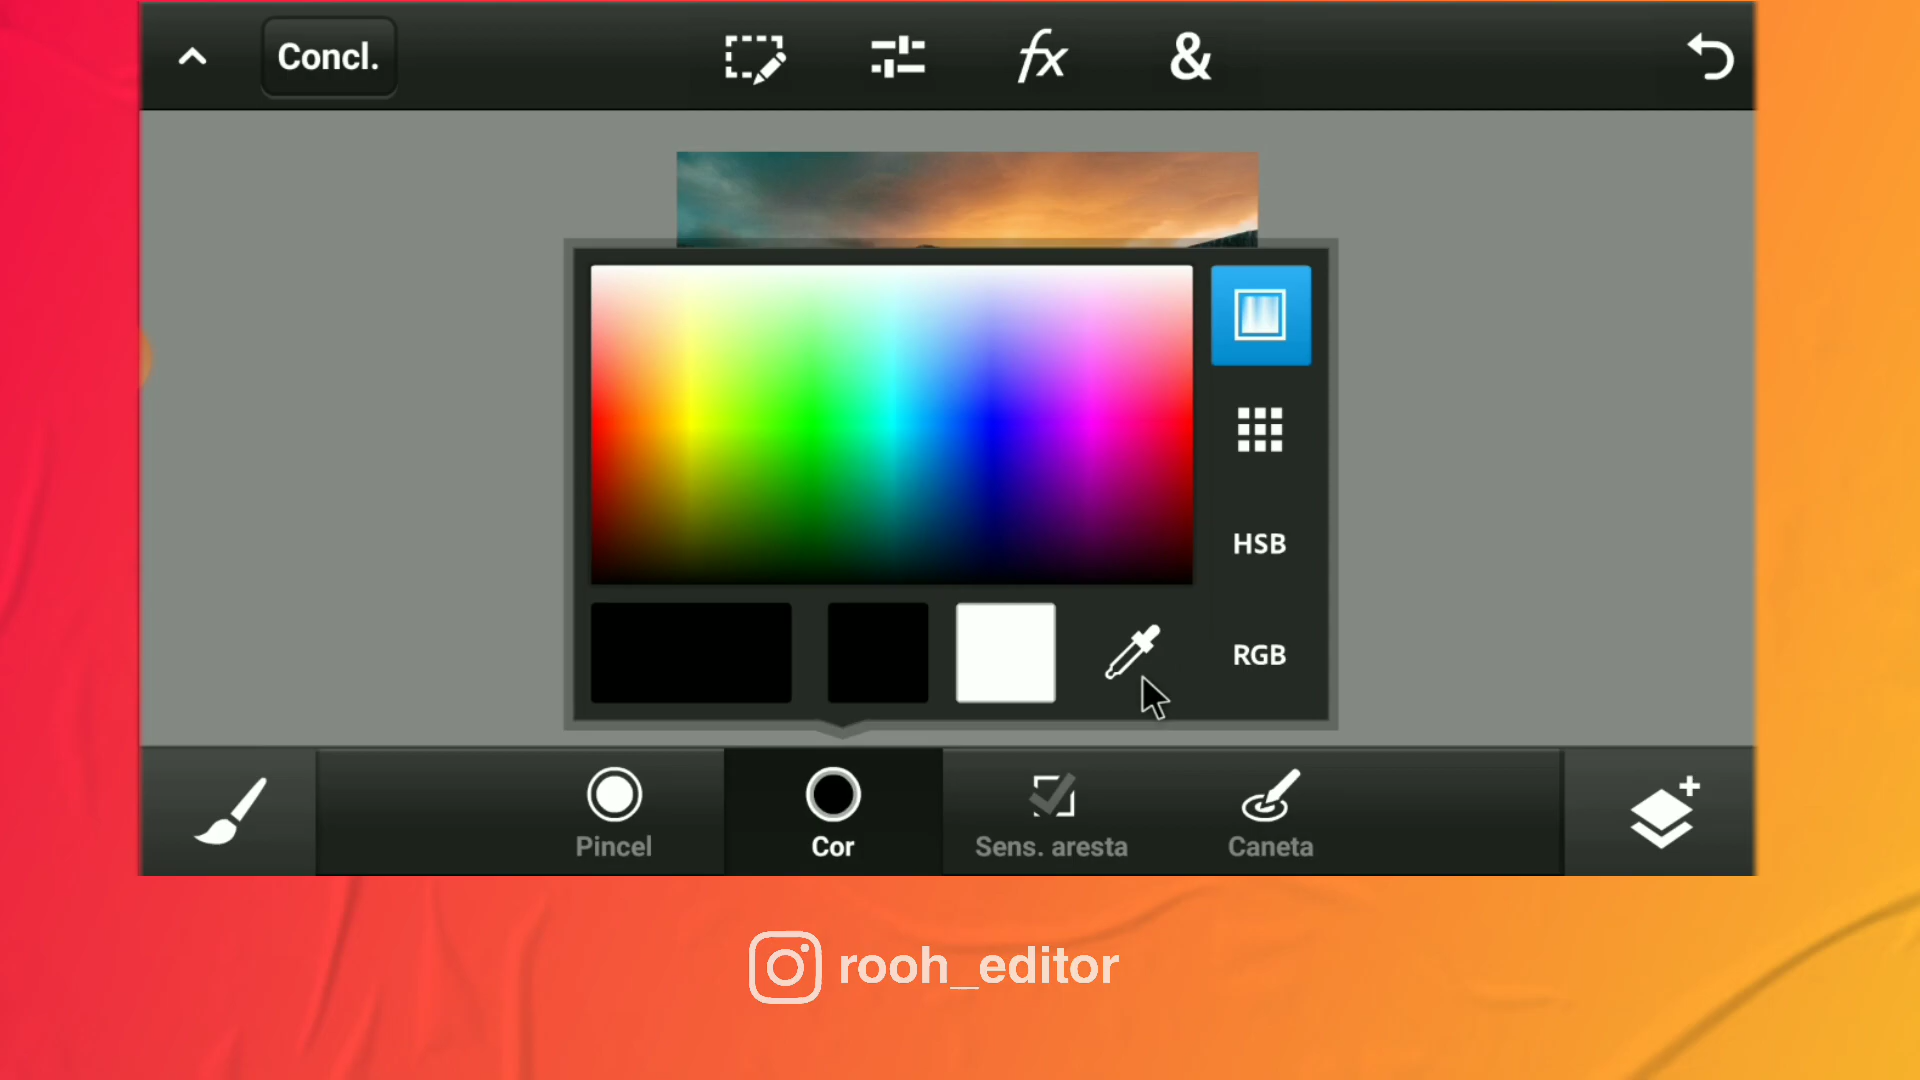 Concl.
fx
&
HSB
RGB
Pincel
Cor
Sens. aresta
Caneta
rooh_editor